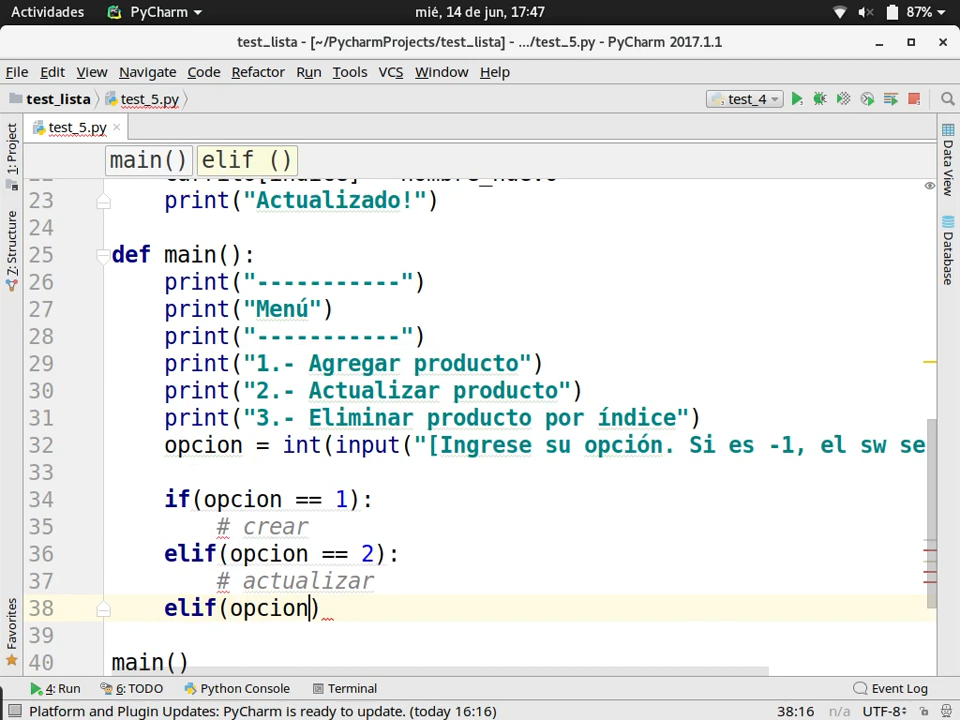 Actividades PyCharm mié, 14 de jun, 17:47 87%
test_lista - [~/PycharmProjects/test_lista] - .../test_5.py - PyCharm 2017.1.1
File Edit View Navigate Code Refactor Run Tools VCS Window Help
test_lista test_5.py test_4
test_5.py
1: Project
7: Structure
Favorites
Data View
Database
main() elif ()
23 print("Actualizado!")
24
25 def main():
26 print("-----------")
27 print("Menú")
28 print("-----------")
29 print("1.- Agregar producto")
30 print("2.- Actualizar producto")
31 print("3.- Eliminar producto por índice")
32 opcion = int(input("[Ingrese su opción. Si es -1, el sw se
33
34 if(opcion == 1):
35 # crear
36 elif(opcion == 2):
37 # actualizar
38 elif(opcion)
39
40 main()
4: Run 6: TODO Python Console Terminal Event Log
Platform and Plugin Updates: PyCharm is ready to update. (today 16:16) 38:16 n/a UTF-8